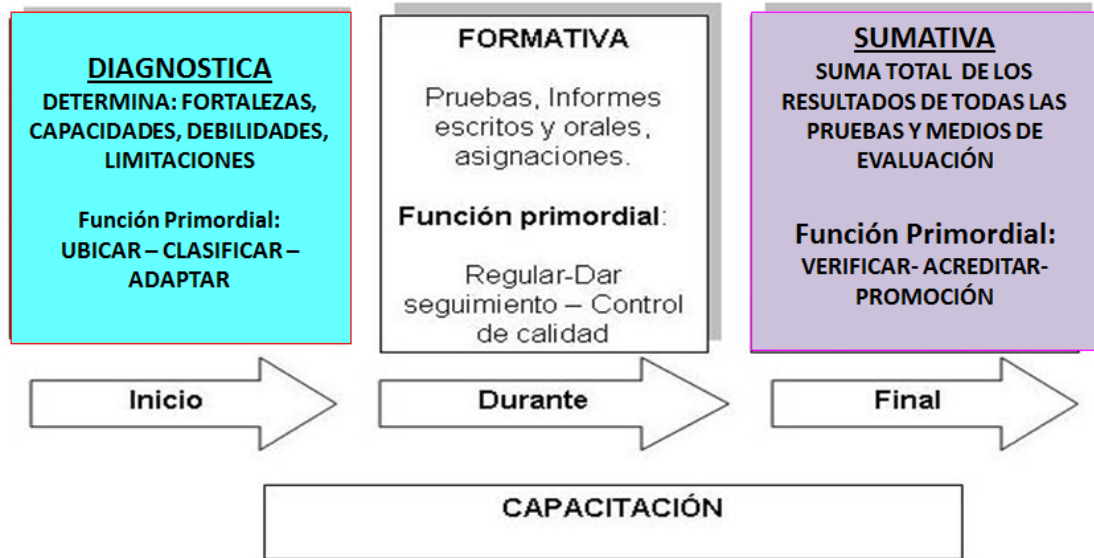 DIAGNOSTICA
DETERMINA: FORTALEZAS,
CAPACIDADES, DEBILIDADES,
LIMITACIONES
Función Primordial:
UBICAR – CLASIFICAR –
ADAPTAR
FORMATIVA
Pruebas, Informes
escritos y orales,
asignaciones.
Función primordial:
Regular-Dar
seguimiento – Control
de calidad
SUMATIVA
SUMA TOTAL DE LOS
RESULTADOS DE TODAS LAS
PRUEBAS Y MEDIOS DE
EVALUACIÓN
Función Primordial:
VERIFICAR- ACREDITAR-
PROMOCIÓN
Inicio
Durante
Final
CAPACITACIÓN